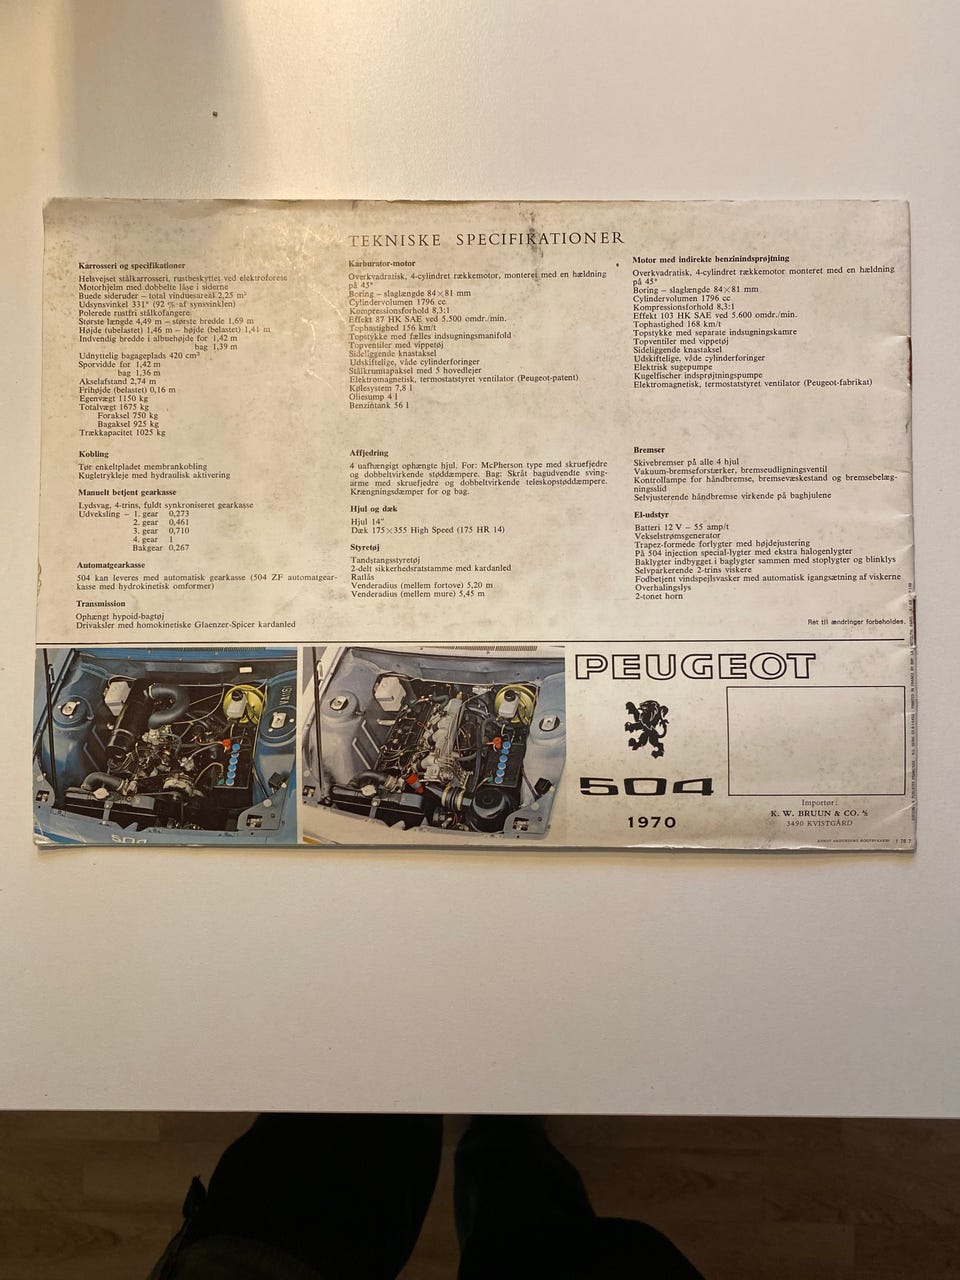 TEKNISKE SPECIFIKATIONER
Karrosseri og specifikationer
Helsvejset stålkarrosseri, rustbeskyttet ved elektroforese
Motorhjelm med dobbelte låse i siderne
Buede sideruder – total vinduesareal 2,25 m²
Udsynsvinkel 331° (92 % af synsvinklen)
Polerede rustfri stålkofangere
Største længde 4,49 m – største bredde 1,69 m
Højde (ubelastet) 1,46 m – højde (belastet) 1,41 m
Indvendig bredde i albuehøjde for 1,42 m
bag 1,39 m
Udnyttelig bagageplads 420 cm³
Sporvidde for 1,42 m
bag 1,36 m
Akselafstand 2,74 m
Frihøjde (belastet) 0,16 m
Egenvægt 1150 kg
Totalvægt 1675 kg
Foraksel 750 kg
Bagaksel 925 kg
Trækkapacitet 1025 kg
Kobling
Tør enkeltpladet membrankobling
Kugletrykleje med hydraulisk aktivering
Manuelt betjent gearkasse
Lydsvag, 4-trins, fuldt synkroniseret gearkasse
Udveksling – 1. gear 0,273
2. gear 0,461
3. gear 0,710
4. gear 1
Bakgear 0,267
Automatgearkasse
504 kan leveres med automatisk gearkasse (504 ZF automatgear-
kasse med hydrokinetisk omformer)
Transmission
Ophængt hypoid-bagtøj
Drivaksler med homokinetiske Glaenzer-Spicer kardanled
Karburator-motor
Overkvadratisk, 4-cylindret rækkemotor, monteret med en hældning
på 45°
Boring – slaglængde 84×81 mm
Cylindervolumen 1796 cc
Kompressionsforhold 8,3:1
Effekt 87 HK SAE ved 5.500 omdr./min.
Tophastighed 156 km/t
Topstykke med fælles indsugningsmanifold
Topventiler med vippetøj
Sideliggende knastaksel
Udskiftelige, våde cylinderforinger
Stålkrumtapaksel med 5 hovedlejer
Elektromagnetisk, termostatstyret ventilator (Peugeot-patent)
Kølesystem 7,8 l
Oliesump 4 l
Benzintank 56 l
Affjedring
4 uafhængigt ophængte hjul. For: McPherson type med skruefjedre
og dobbeltvirkende støddæmpere. Bag: Skråt bagudvendte sving-
arme med skruefjedre og dobbeltvirkende teleskopstøddæmpere.
Krængningsdæmper for og bag.
Hjul og dæk
Hjul 14"
Dæk 175×355 High Speed (175 HR 14)
Styretøj
Tandstangsstyretøj
2-delt sikkerhedsratstamme med kardanled
Ratlås
Venderadius (mellem fortove) 5,20 m
Venderadius (mellem mure) 5,45 m
Motor med indirekte benzinindsprøjtning
Overkvadratisk, 4-cylindret rækkemotor monteret med en hældning
på 45°
Boring – slaglængde 84×81 mm
Cylindervolumen 1796 cc
Kompressionsforhold 8,3:1
Effekt 103 HK SAE ved 5.600 omdr./min.
Tophastighed 168 km/t
Topstykke med separate indsugningskamre
Topventiler med vippetøj
Sideliggende knastaksel
Udskiftelige, våde cylinderforinger
Elektrisk sugepumpe
Kugelfischer indsprøjtningspumpe
Elektromagnetisk, termostatstyret ventilator (Peugeot-fabrikat)
Bremser
Skivebremser på alle 4 hjul
Vakuum-bremseforstærker, bremseudligningsventil
Kontrollampe for håndbremse, bremsevæskestand og bremsebelæg-
ningsslid
Selvjusterende håndbremse virkende på baghjulene
El-udstyr
Batteri 12 V – 55 amp/t
Vekselstrømsgenerator
Trapez-formede forlygter med højdejustering
På 504 injection special-lygter med ekstra halogenlygter
Baklygter indbygget i baglygter sammen med stoplygter og blinklys
Selvparkerende 2-trins viskere
Fodbetjent vindspejlsvasker med automatisk igangsætning af viskerne
Overhalingslys
2-tonet horn
Ret til ændringer forbeholdes.
PEUGEOT
504
1970
Importør:
K. W. BRUUN & CO. A/S
3490 KVISTGÅRD
504